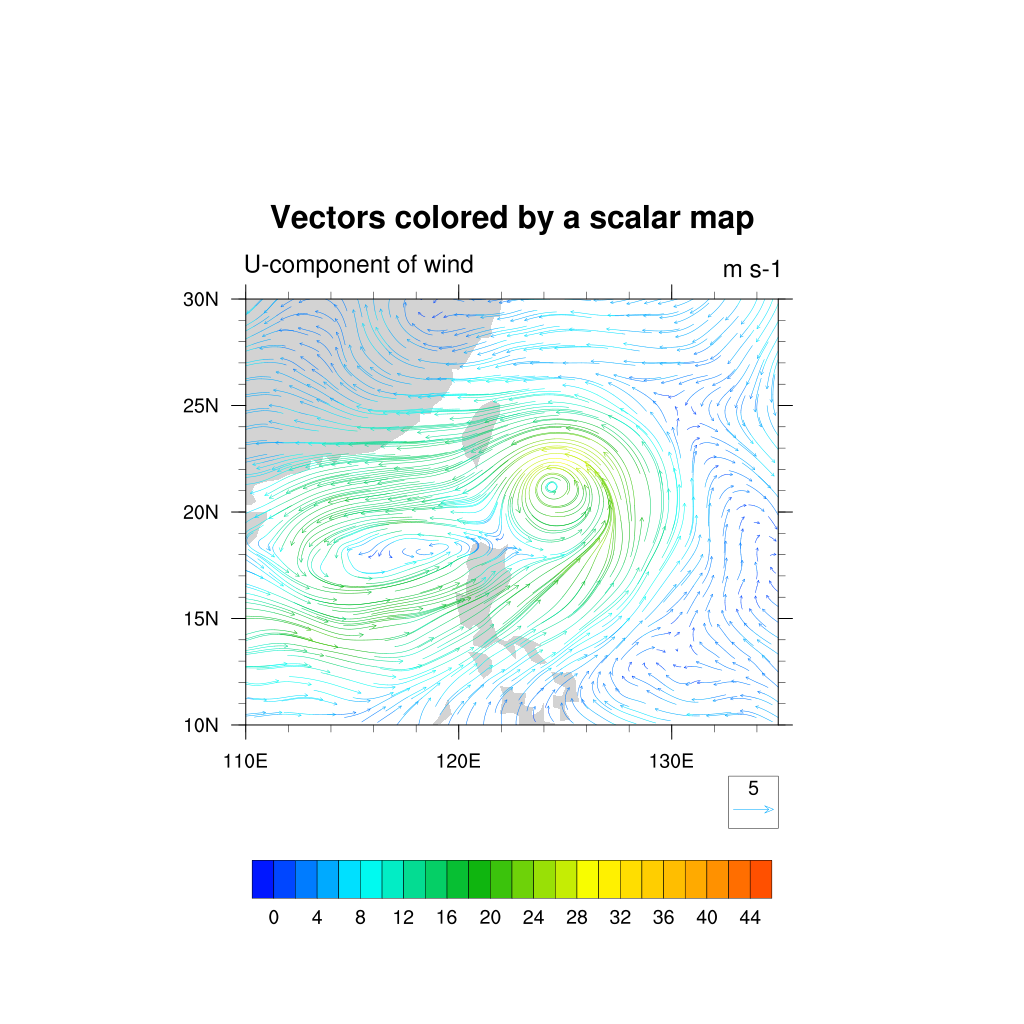 Vectors colored by a scalar map
U-component of wind
m s-1
30N
25N
20N
15N
10N
110E 120E 130E
5
0 4 8 12 16 20 24 28 32 36 40 44